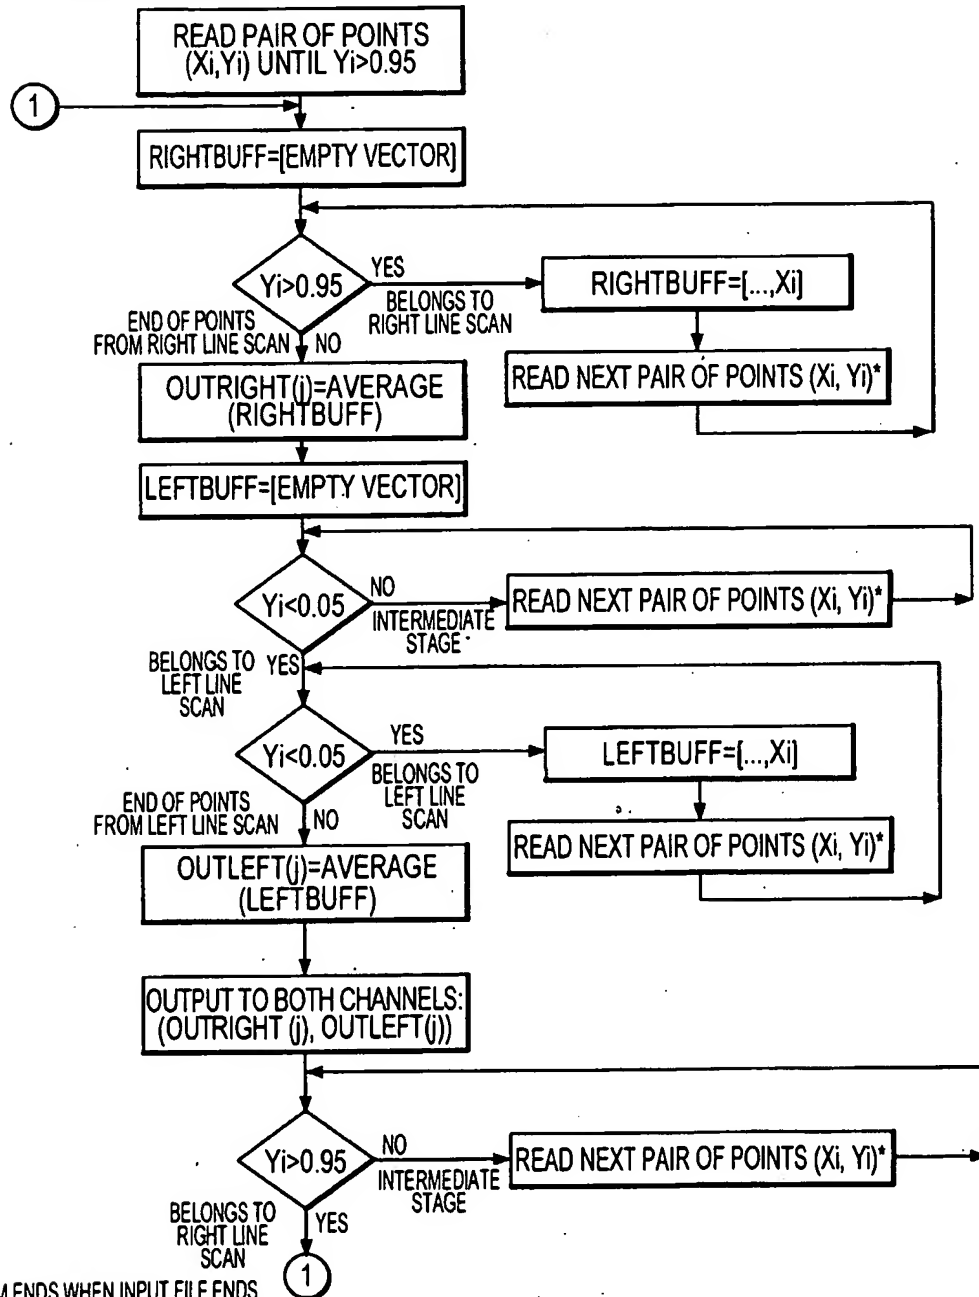 READ PAIR OF POINTS
(Xi,Yi) UNTIL Yi>0.95
1
RIGHTBUFF=[EMPTY VECTOR]
Yi>0.95
YES
BELONGS TO
RIGHT LINE SCAN
RIGHTBUFF=[...,Xi]
READ NEXT PAIR OF POINTS (Xi, Yi)*
END OF POINTS
FROM RIGHT LINE SCAN
NO
OUTRIGHT(j)=AVERAGE
(RIGHTBUFF)
LEFTBUFF=[EMPTY VECTOR]
Yi<0.05
NO
INTERMEDIATE
STAGE
READ NEXT PAIR OF POINTS (Xi, Yi)*
BELONGS TO
LEFT LINE
SCAN
YES
Yi<0.05
YES
BELONGS TO
LEFT LINE
SCAN
LEFTBUFF=[...,Xi]
READ NEXT PAIR OF POINTS (Xi, Yi)*
END OF POINTS
FROM LEFT LINE SCAN
NO
OUTLEFT(j)=AVERAGE
(LEFTBUFF)
OUTPUT TO BOTH CHANNELS:
(OUTRIGHT (j), OUTLEFT(j))
Yi>0.95
NO
INTERMEDIATE
STAGE
READ NEXT PAIR OF POINTS (Xi, Yi)*
BELONGS TO
RIGHT LINE
SCAN
YES
1
ENDS WHEN INPUT FILE ENDS